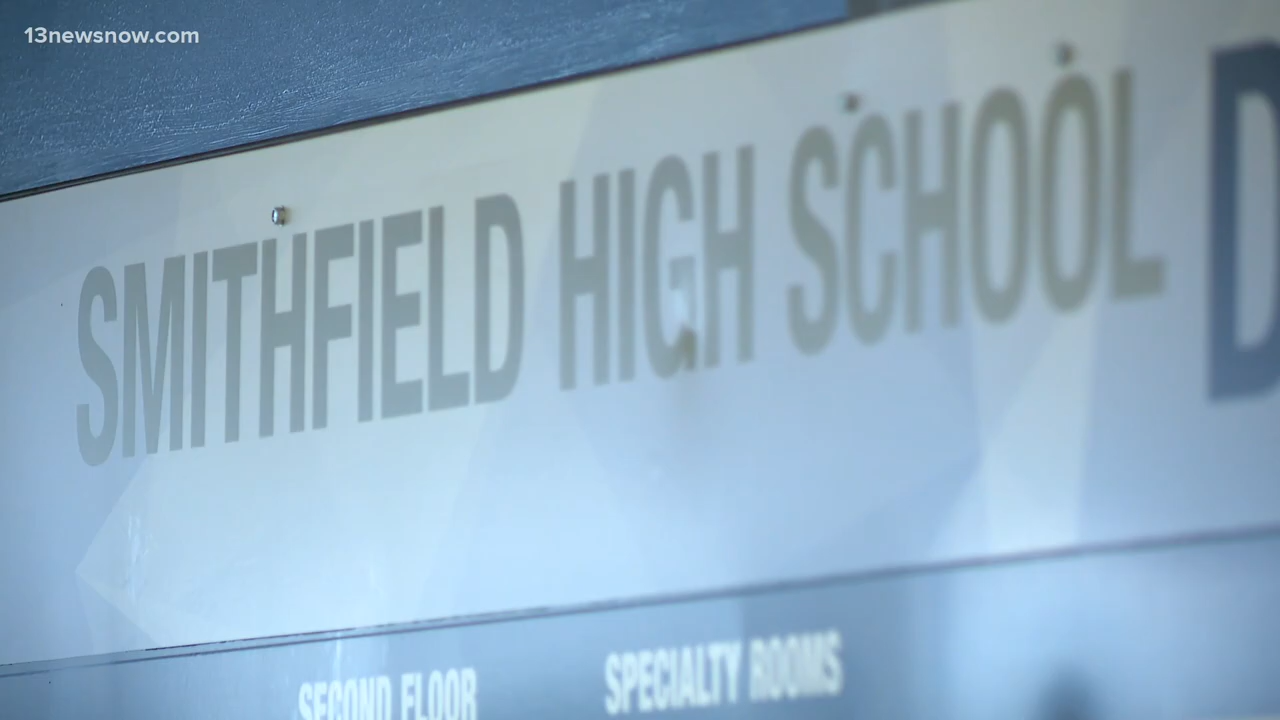 13newsnow.com
SMITHFIELD HIGH SCHOOL D
SECOND FLOOR
SPECIALTY ROOMS